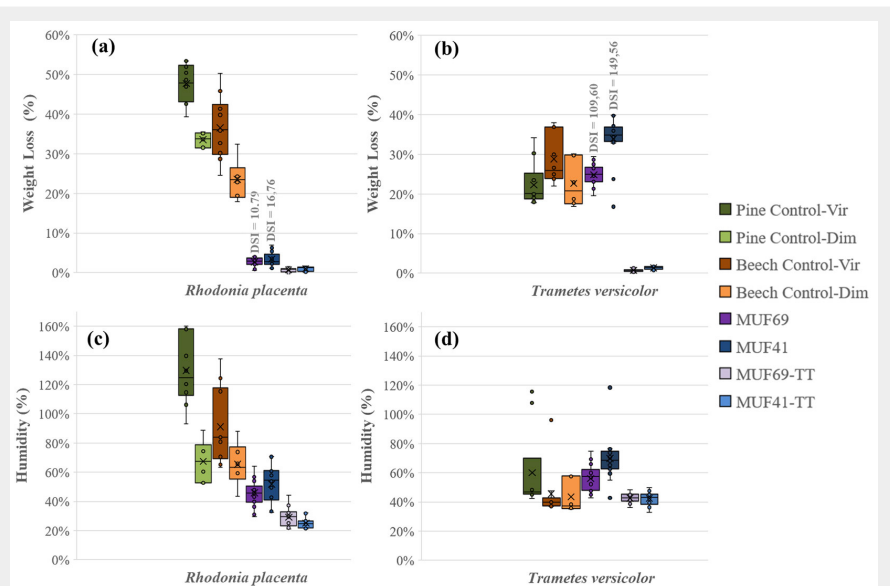 (a)
Weight Loss (%)
60%
50%
40%
30%
20%
10%
0%
DSI = 10.79
DSI = 16,76
Rhodonia placenta
(b)
Weight Loss (%)
60%
50%
40%
30%
20%
10%
0%
DSI = 109,60
DSI = 149,56
Trametes versicolor
Pine Control-Vir
Pine Control-Dim
Beech Control-Vir
Beech Control-Dim
MUF69
MUF41
MUF69-TT
MUF41-TT
(c)
Humidity (%)
160%
140%
120%
100%
80%
60%
40%
20%
0%
Rhodonia placenta
(d)
Humidity (%)
160%
140%
120%
100%
80%
60%
40%
20%
0%
Trametes versicolor